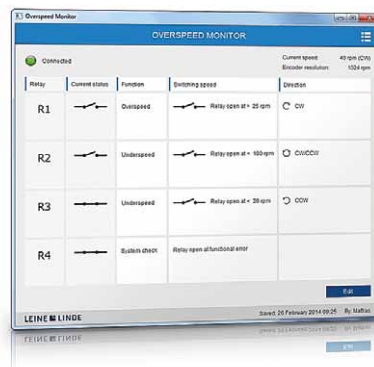 Overspeed Monitor
OVERSPEED MONITOR
Connected
Current speed: 49 rpm (CW)
Encoder resolution: 1024 ppr
Relay Current status Function Switching speed Direction
R1 Overspeed Relay open at > 25 rpm CW
R2 Underspeed Relay open at < 100 rpm CW/CCW
R3 Underspeed Relay open at < 20 rpm CCW
R4 System check Relay open at functional error
Edit
LEINE LINDE Saved: 26 February 2014 09:25 By: Mattias